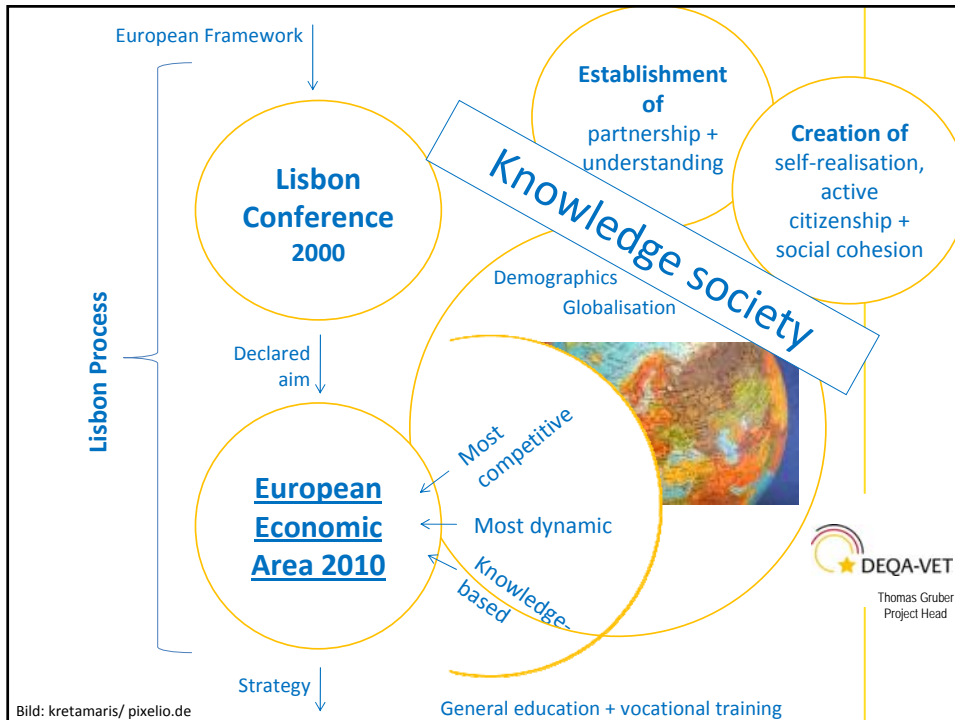 European Framework
Lisbon Process
Lisbon
Conference
2000
Declared
aim
European
Economic
Area 2010
Strategy
Establishment
of
partnership +
understanding
Creation of
self-realisation,
active
citizenship +
social cohesion
Knowledge society
Demographics
Globalisation
Most
competitive
Most dynamic
Knowledge-
based
DEQA-VET
Thomas Gruber
Project Head
General education + vocational training
Bild: kretamaris/ pixelio.de